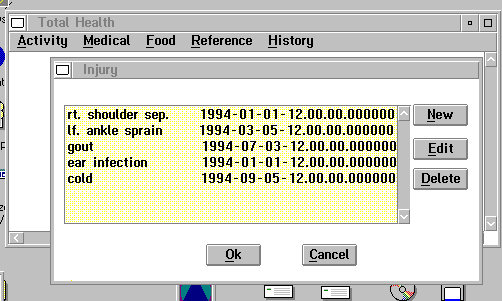 Total Health
Activity Medical Food Reference History
Injury
rt. shoulder sep. 1994-01-01-12.00.00.000000
lf. ankle sprain 1994-03-05-12.00.00.000000
gout 1994-07-03-12.00.00.000000
ear infection 1994-01-01-12.00.00.000000
cold 1994-09-05-12.00.00.000000
New
Edit
Delete
Ok Cancel